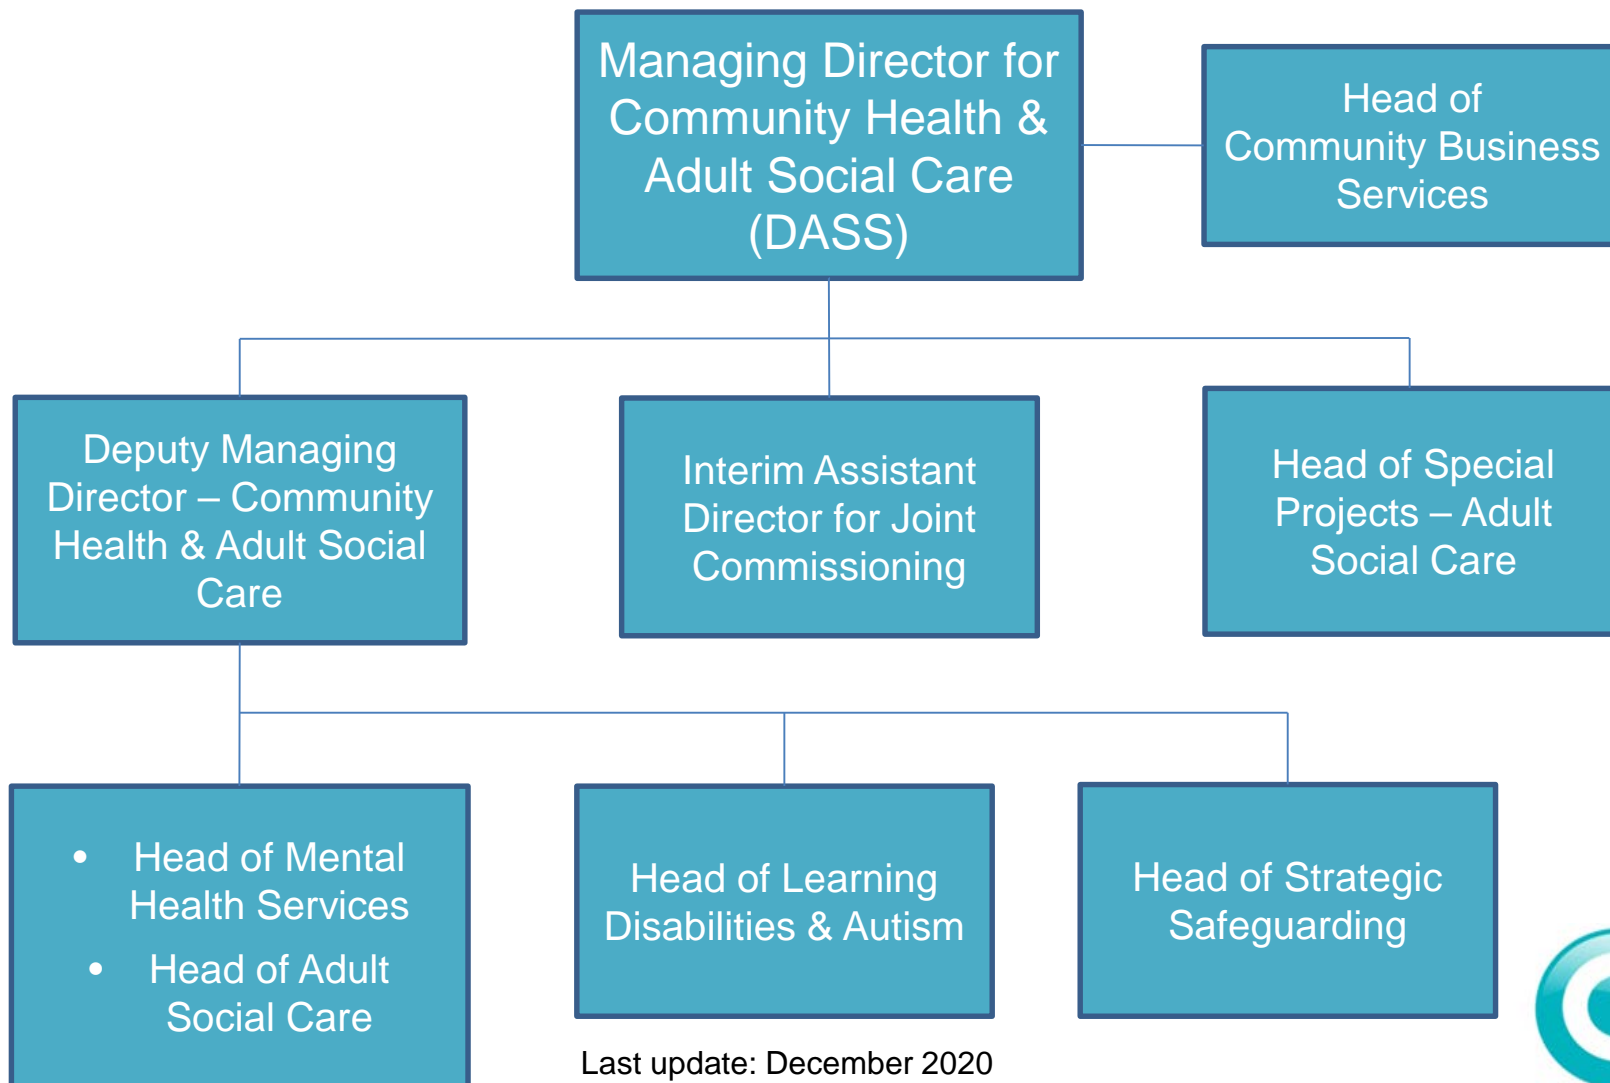 Managing Director for
Community Health &
Adult Social Care
(DASS)
Head of
Community Business
Services
Deputy Managing
Director – Community
Health & Adult Social
Care
Interim Assistant
Director for Joint
Commissioning
Head of Special
Projects – Adult
Social Care
• Head of Mental
Health Services
• Head of Adult
Social Care
Head of Learning
Disabilities & Autism
Head of Strategic
Safeguarding
Last update: December 2020